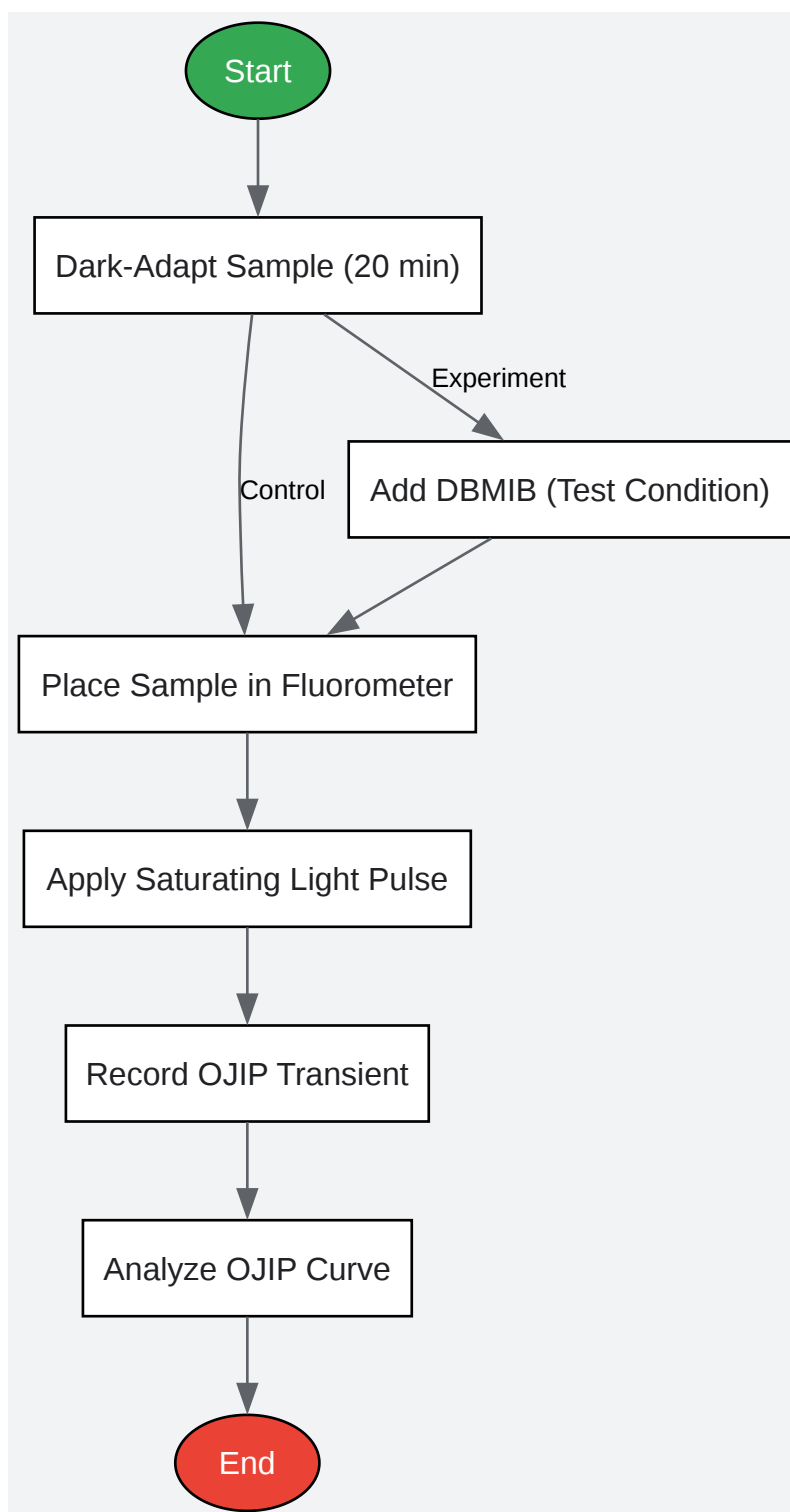 Start
Dark-Adapt Sample (20 min)
Experiment
Control
Add DBMIB (Test Condition)
Place Sample in Fluorometer
Apply Saturating Light Pulse
Record OJIP Transient
Analyze OJIP Curve
End